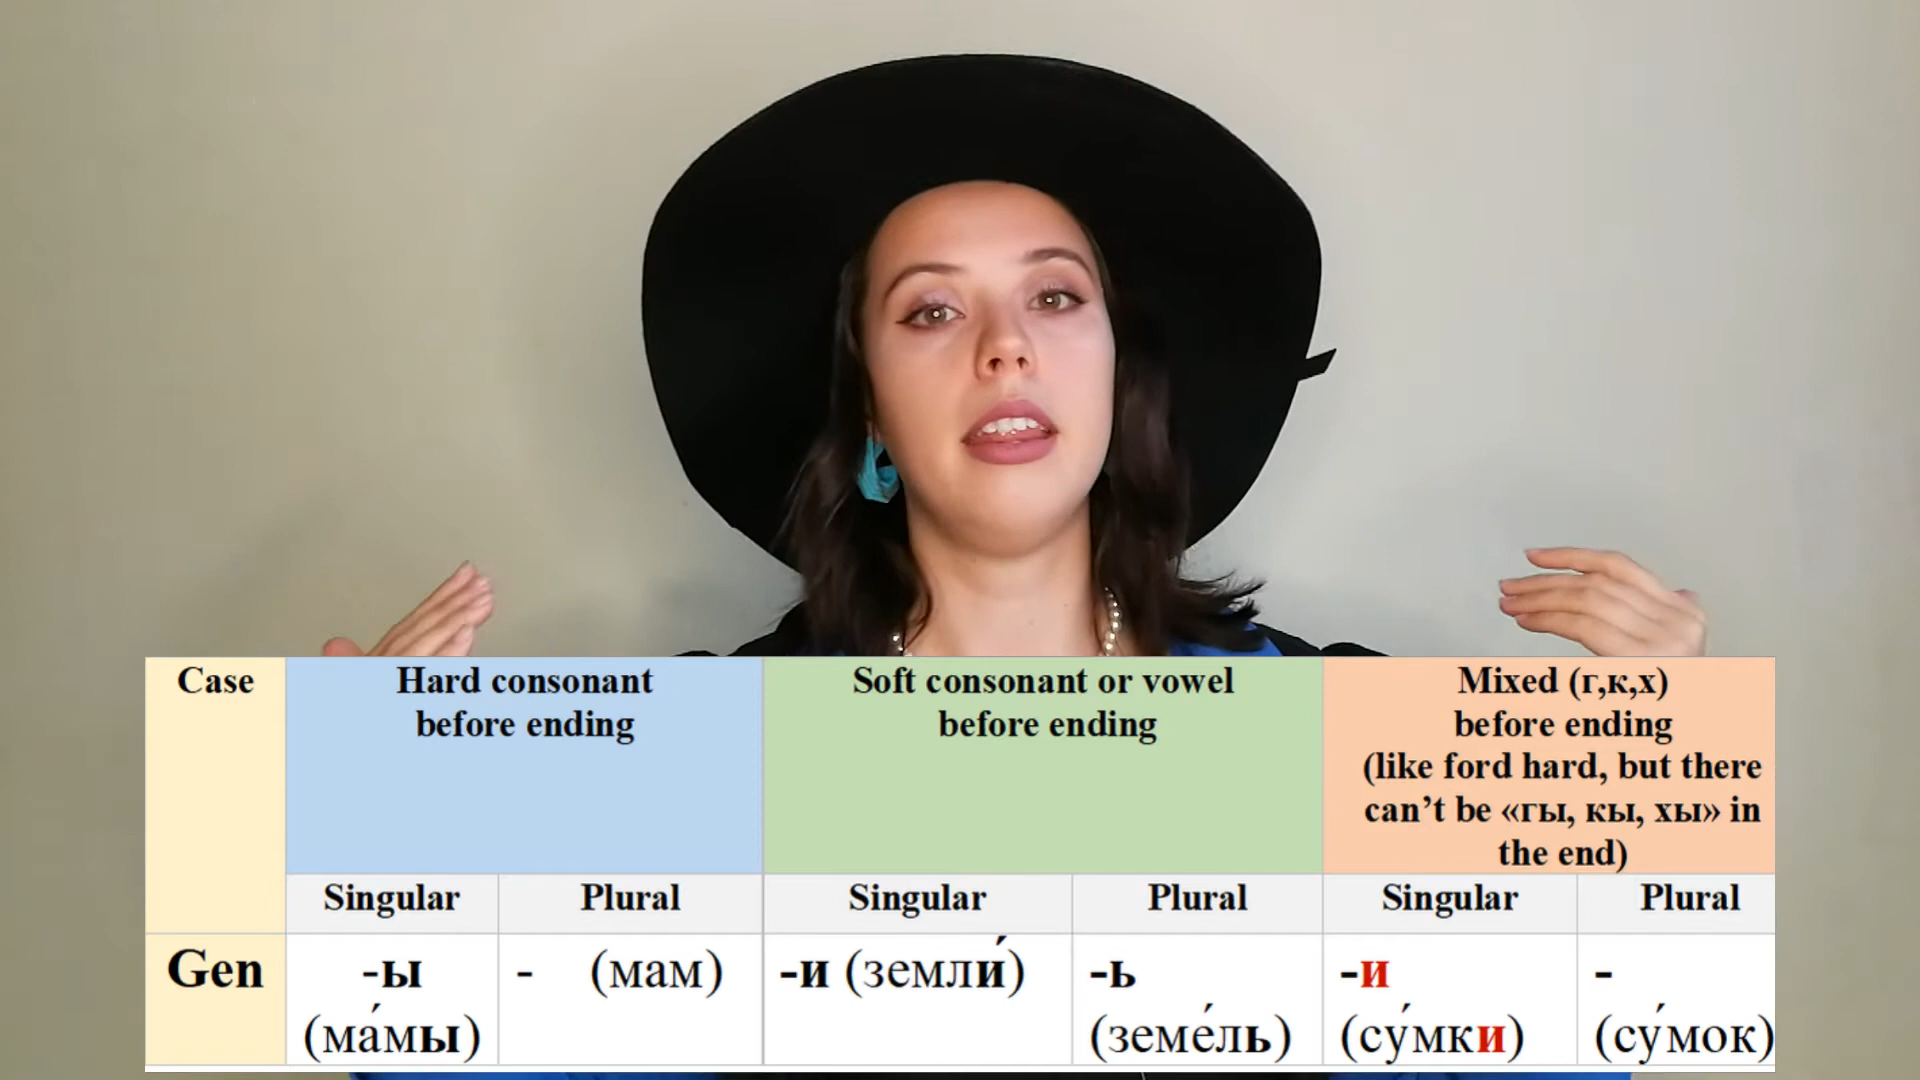 Case
Hard consonant
before ending
Soft consonant or vowel
before ending
Mixed (г,к,х)
before ending
(like ford hard, but there
can’t be «гы, кы, хы» in
the end)
Singular
Plural
Singular
Plural
Singular
Plural
Gen
-ы
(ма́мы)
- (мам)
-и (земли́)
-ь
(земе́ль)
-и
(су́мки)
-
(су́мок)